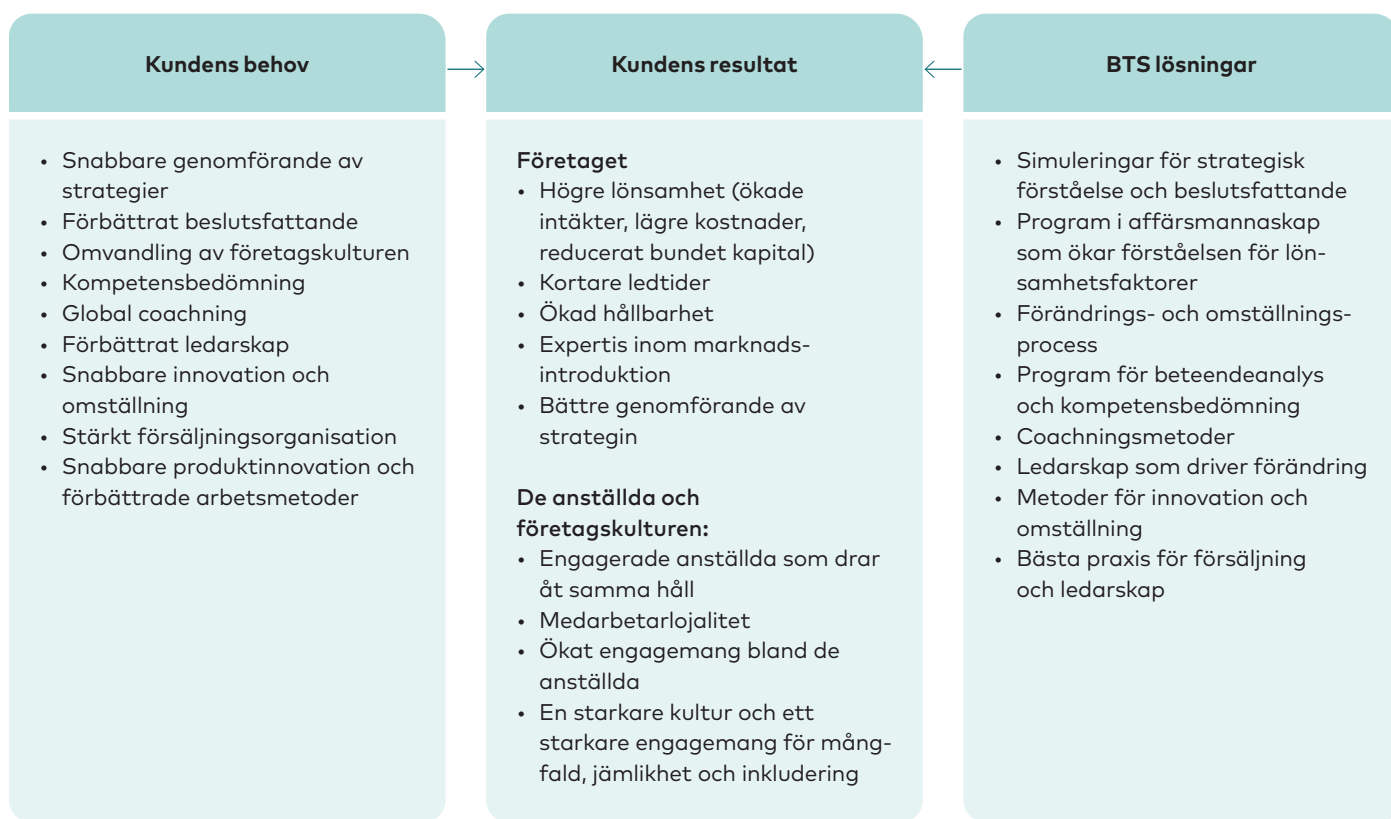 Kundens behov
• Snabbare genomförande av
strategier
• Förbättrat beslutsfattande
• Omvandling av företagskulturen
• Kompetensbedömning
• Global coachning
• Förbättrat ledarskap
• Snabbare innovation och
omställning
• Stärkt försäljningsorganisation
• Snabbare produktinnovation och
förbättrade arbetsmetoder
Kundens resultat
Företaget
• Högre lönsamhet (ökade
intäkter, lägre kostnader,
reducerat bundet kapital)
• Kortare ledtider
• Ökad hållbarhet
• Expertis inom marknads-
introduktion
• Bättre genomförande av
strategin
De anställda och
företagskulturen:
• Engagerade anställda som drar
åt samma håll
• Medarbetarlojalitet
• Ökat engagemang bland de
anställda
• En starkare kultur och ett
starkare engagemang för mång-
fald, jämlikhet och inkludering
BTS lösningar
• Simuleringar för strategisk
förståelse och beslutsfattande
• Program i affärsmannaskap
som ökar förståelsen för lön-
samhetsfaktorer
• Förändrings- och omställnings-
process
• Program för beteendeanalys
och kompetensbedömning
• Coachningsmetoder
• Ledarskap som driver förändring
• Metoder för innovation och
omställning
• Bästa praxis för försäljning
och ledarskap